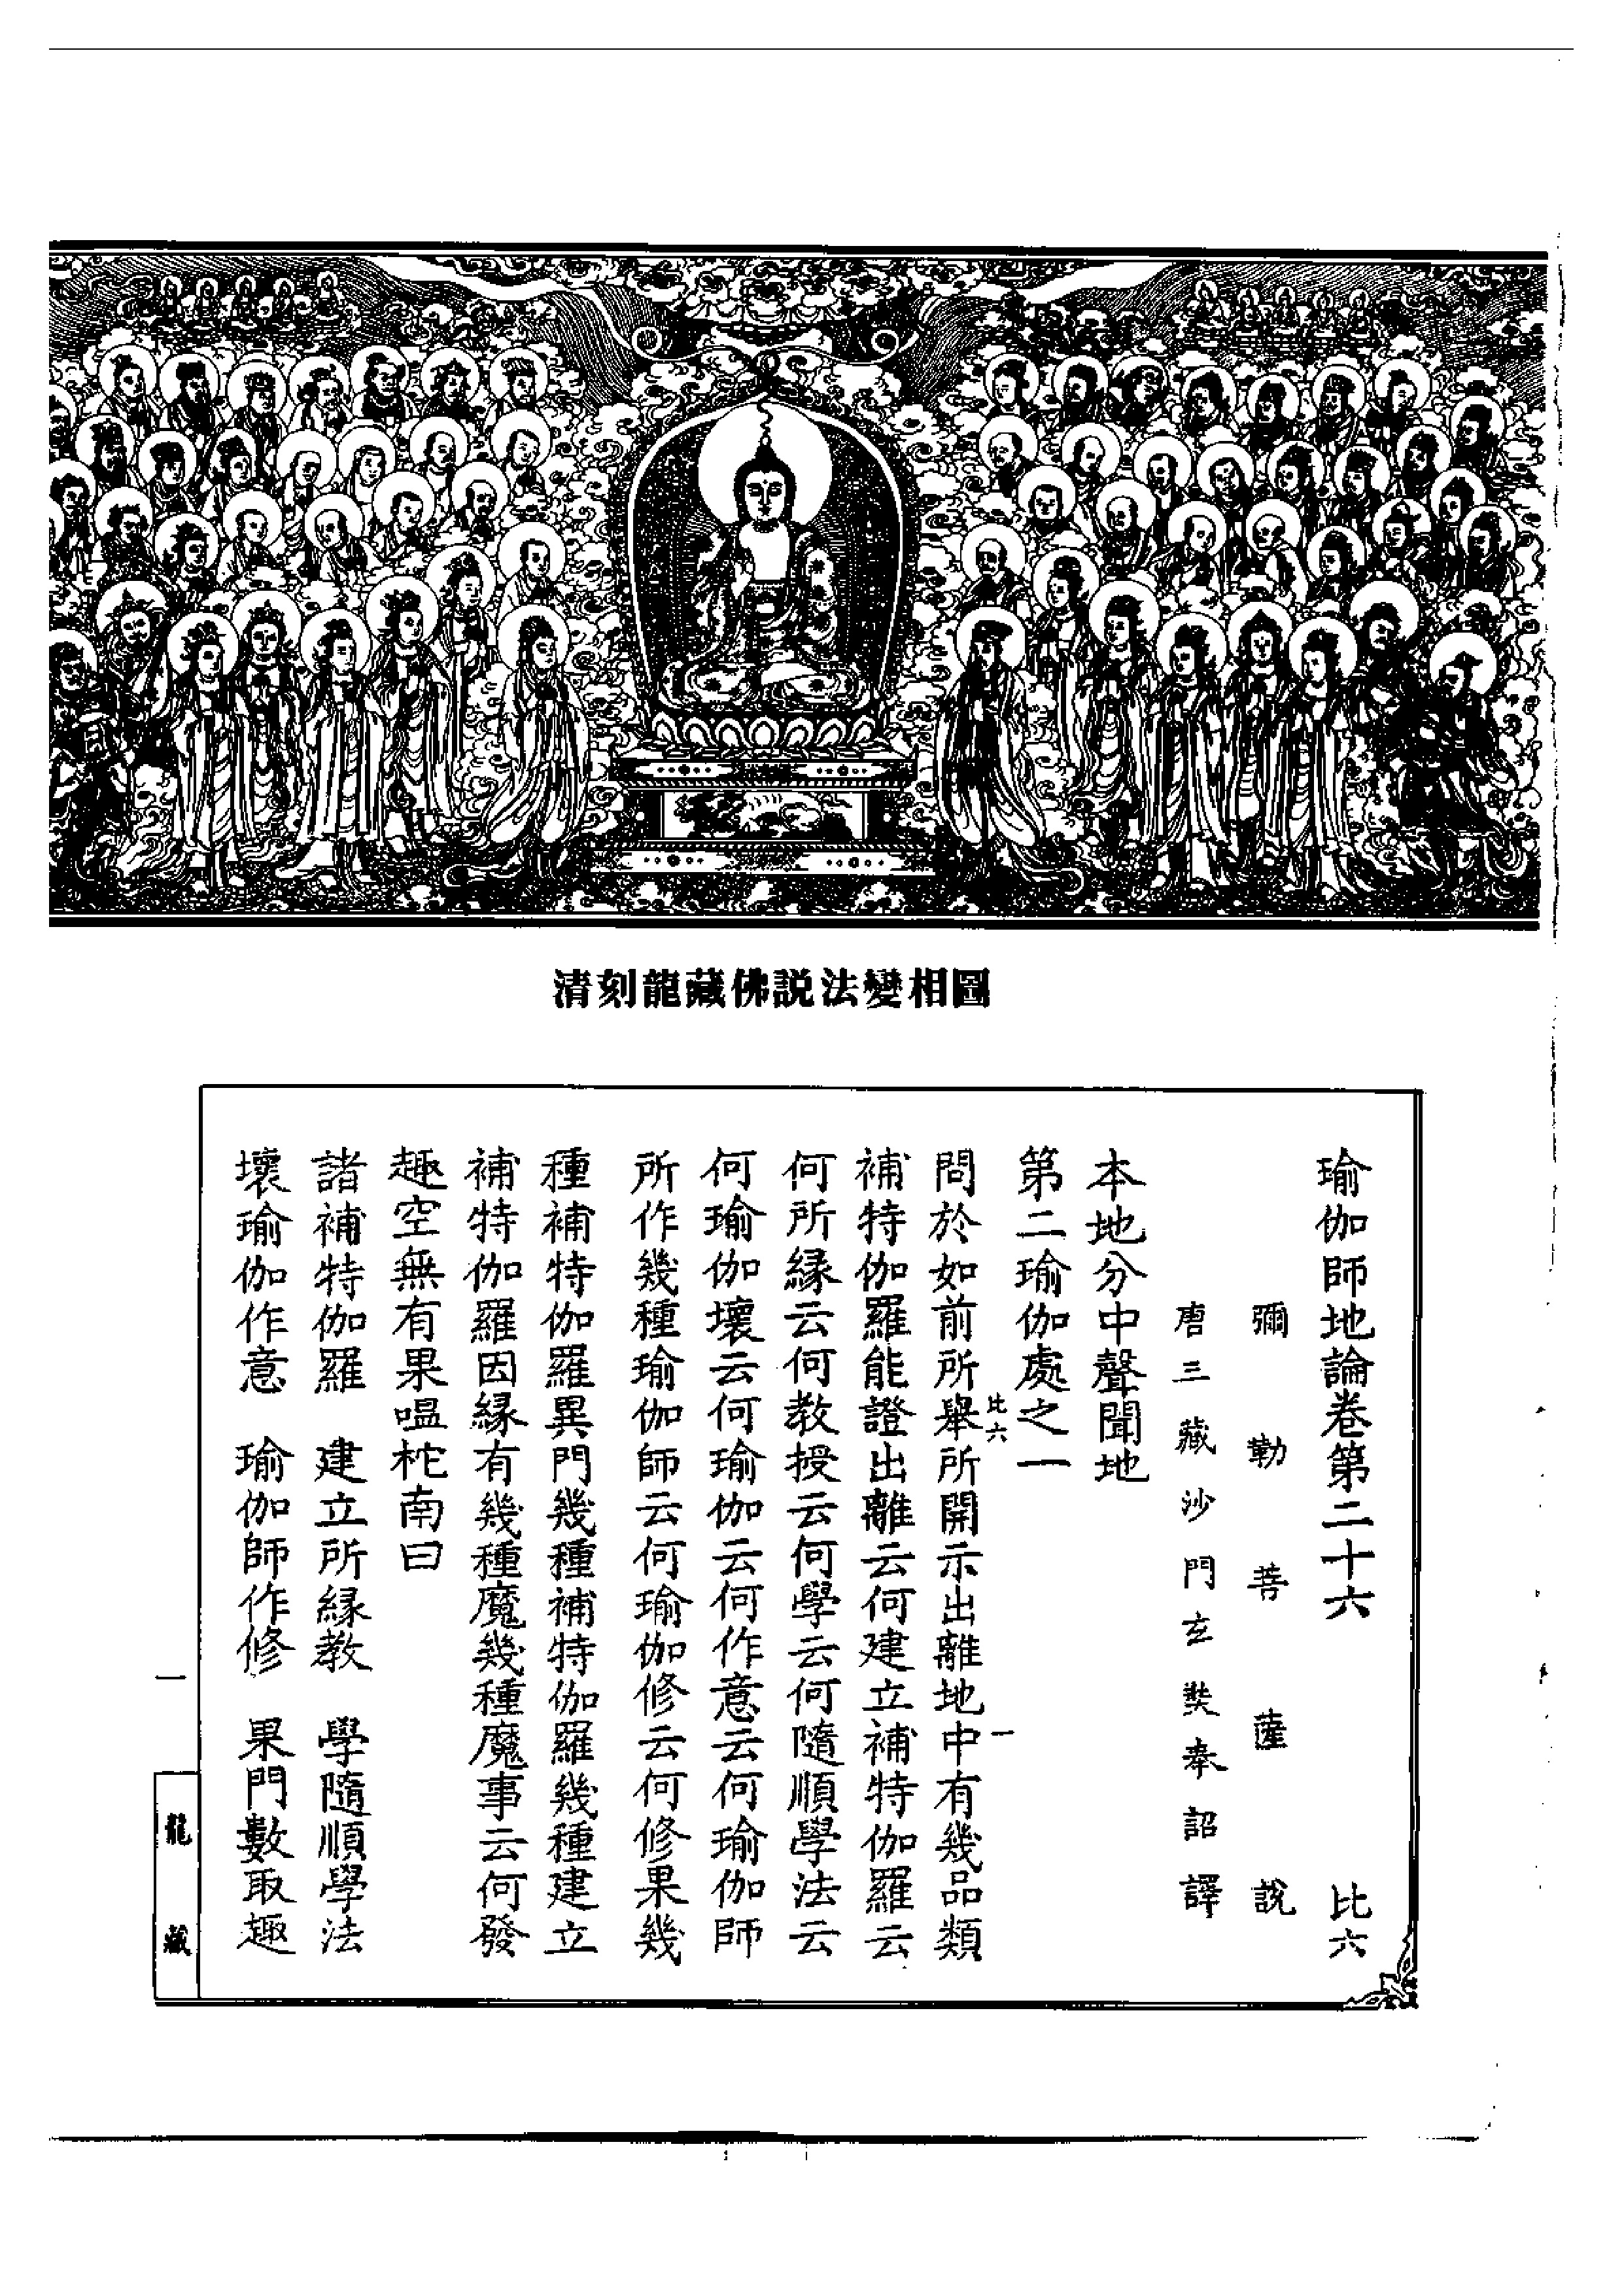 清刻龍藏佛説法變相圖
瑜伽師地論卷第二十六 比六
彌勒菩薩說
唐三藏沙門玄奘奉詔譯
本地分中聲聞地
第二瑜伽處之一
比六 一
問於如前所舉所開示出離地中有幾品類
補特伽羅能證出離云何建立補特伽羅云
何所緣云何教授云何學云何隨順學法云
何瑜伽壞云何瑜伽云何作意云何瑜伽師
所作幾種瑜伽師云何瑜伽修云何修果幾
種補特伽羅異門幾種補特伽羅幾種建立
補特伽羅因緣有幾種魔幾種魔事云何發
趣空無有果嗢柁南曰
諸補特伽羅 建立所緣教 學隨順學法
壞瑜伽作意 瑜伽師作修 果門數取趣
一
龍藏